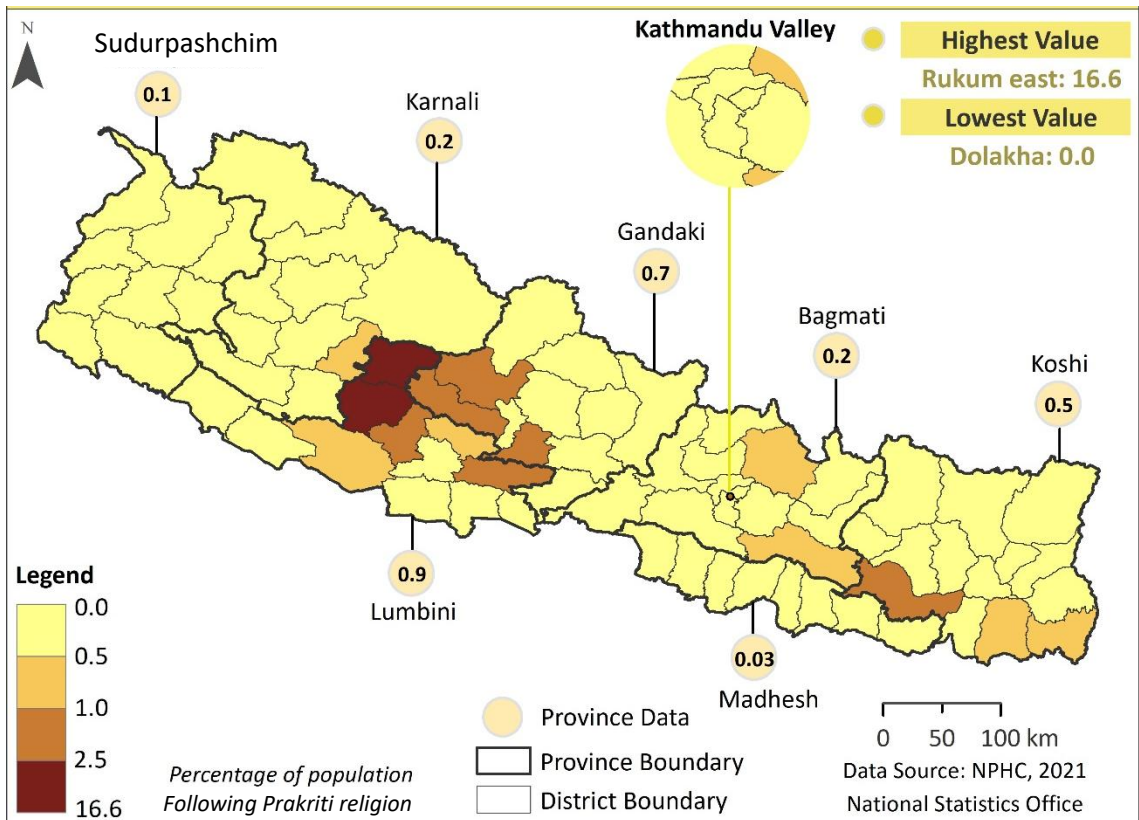 N
Sudurpashchim
0.1
Karnali
0.2
Kathmandu Valley
Highest Value
Rukum east: 16.6
Lowest Value
Dolakha: 0.0
Gandaki
0.7
Bagmati
0.2
Koshi
0.5
0.9
Lumbini
0.03
Madhesh
Legend
0.0
0.5
1.0
2.5
16.6
Percentage of population
Following Prakriti religion
Province Data
Province Boundary
District Boundary
0 50 100 km
Data Source: NPHC, 2021
National Statistics Office